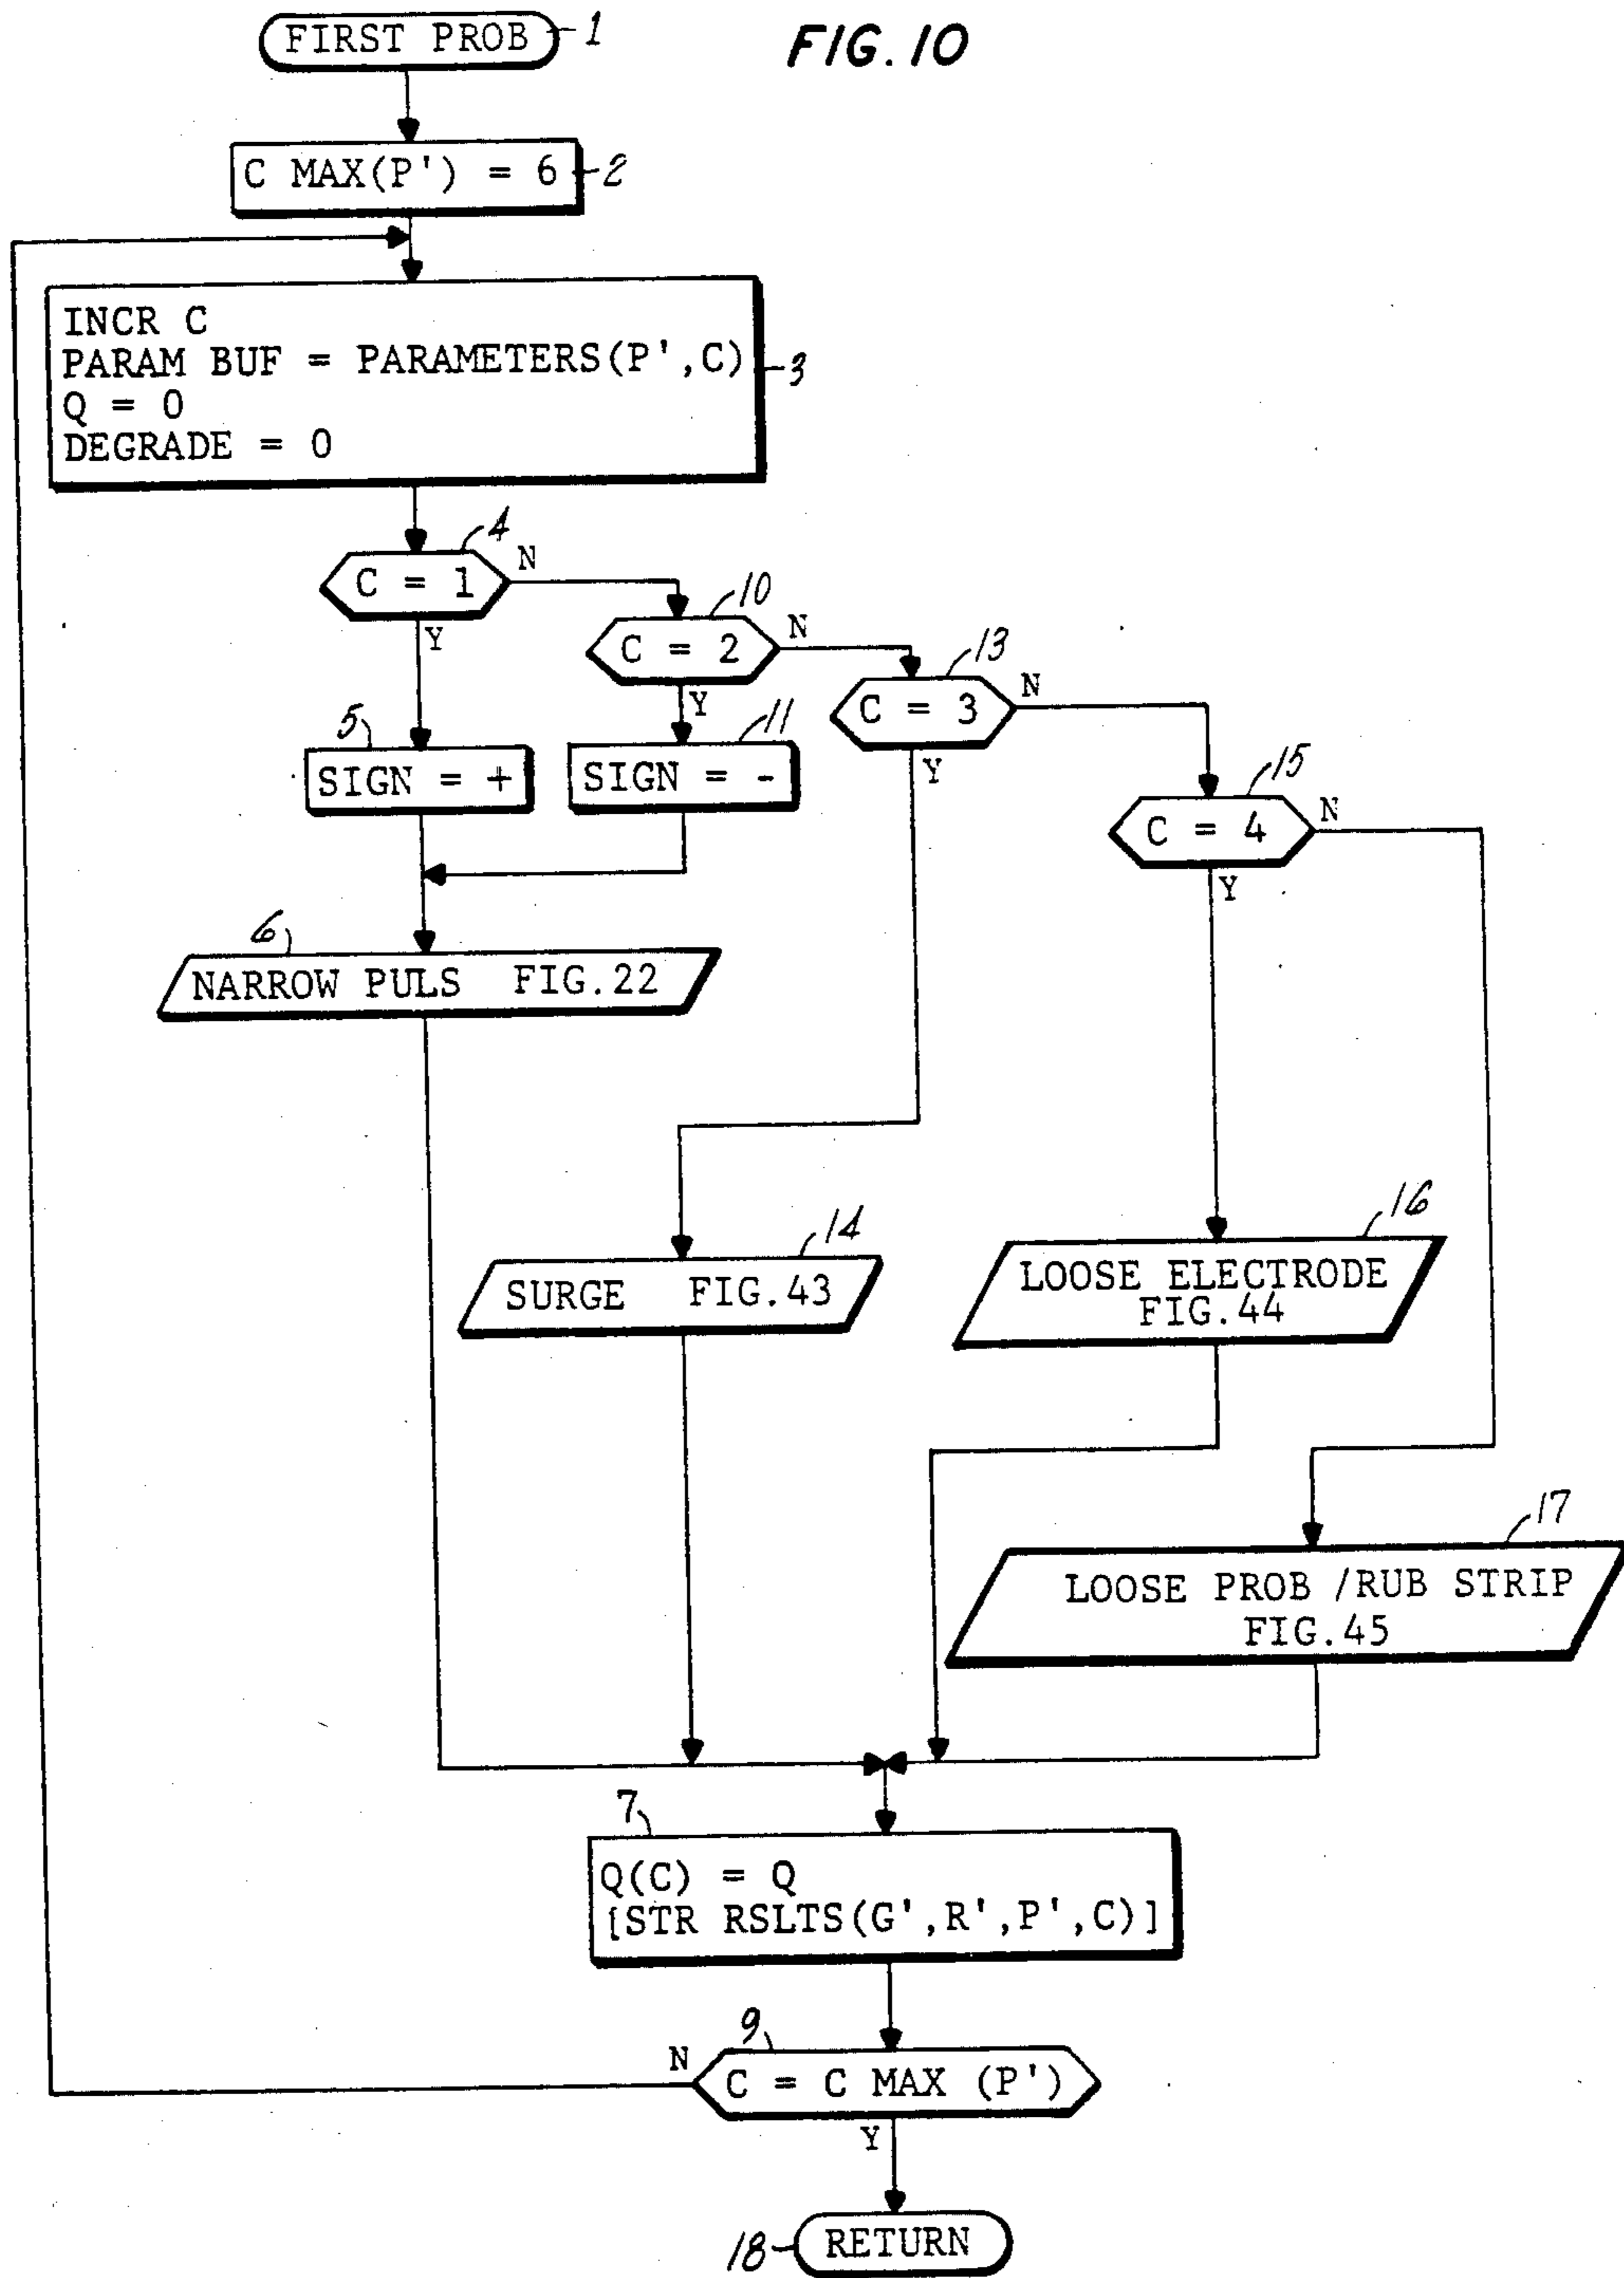 FIG. 10
FIRST PROB
1
C MAX(P') = 6
2
INCR C
PARAM BUF = PARAMETERS(P',C)
Q = 0
DEGRADE = 0
3
4
C = 1
N
Y
10
C = 2
N
Y
13
C = 3
N
Y
5
SIGN = +
11
SIGN = -
15
C = 4
N
Y
6
NARROW PULS FIG.22
14
SURGE FIG.43
16
LOOSE ELECTRODE
FIG.44
17
LOOSE PROB /RUB STRIP
FIG.45
7
Q(C) = Q
[STR RSLTS(G',R',P',C)]
9
N
C = C MAX (P')
Y
18
RETURN